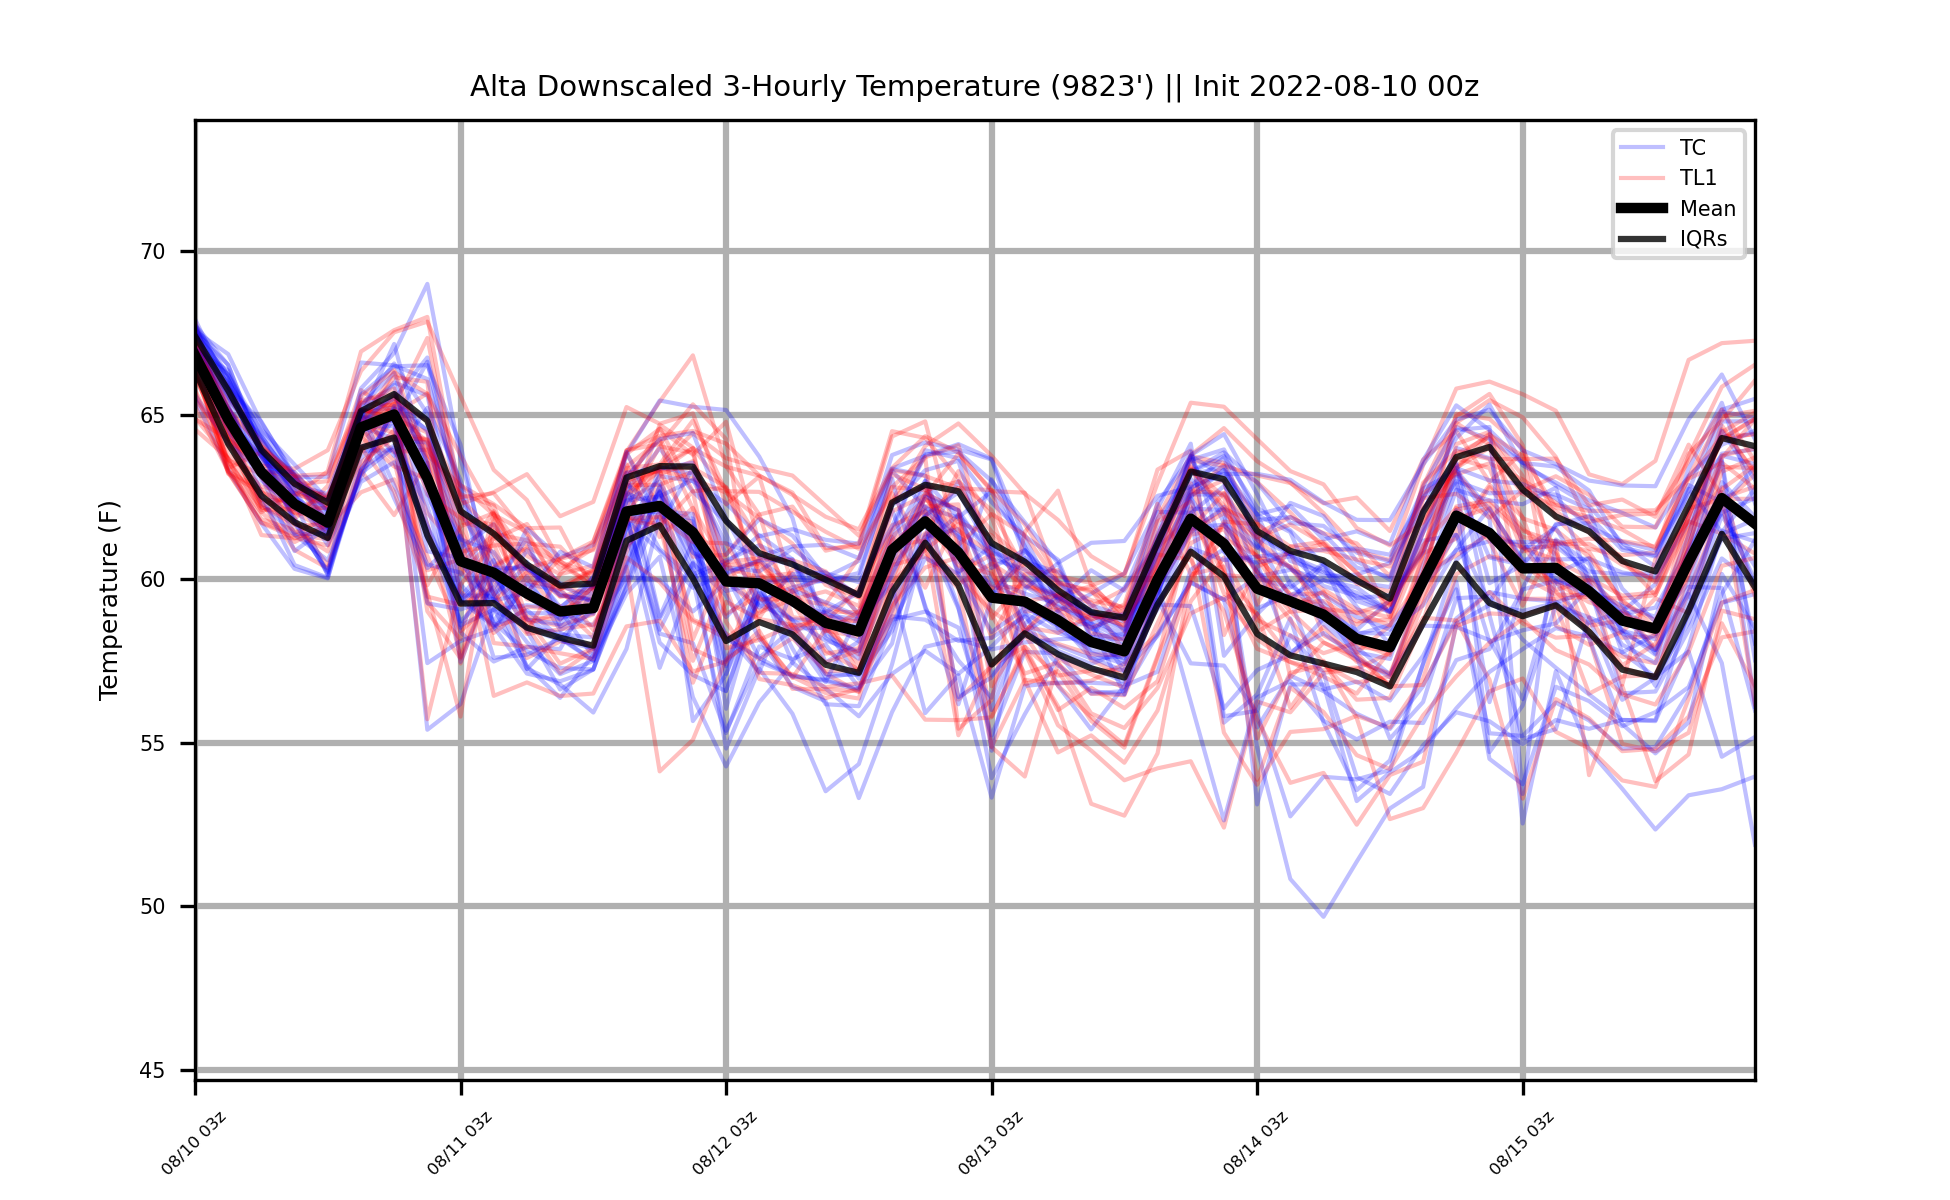 Alta Downscaled 3-Hourly Temperature (9823') || Init 2022-08-10 00z
TC
TL1
Mean
IQRs
Temperature (F)
70
65
60
55
50
45
08/10 03z
08/11 03z
08/12 03z
08/13 03z
08/14 03z
08/15 03z